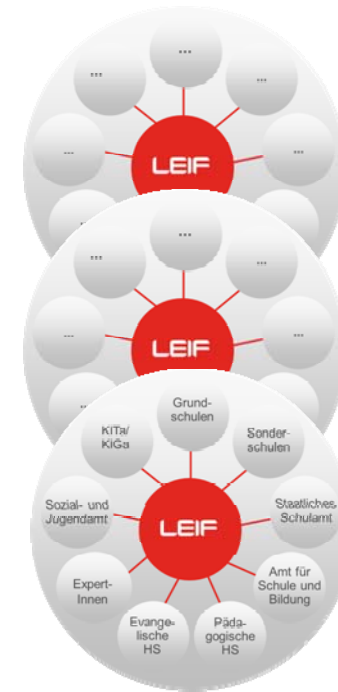 ...
...
...
...
...
LEIF
...
...
...
...
...
LEIF
...
Grund-
schulen
KITa/
KiGa
Sonder-
schulen
Sozial- und
Jugendamt
Staatliches
Schulamt
LEIF
Expert-
Innen
Amt für
Schule und
Bildung
Evange-
lische
HS
Päda-
gogische
HS